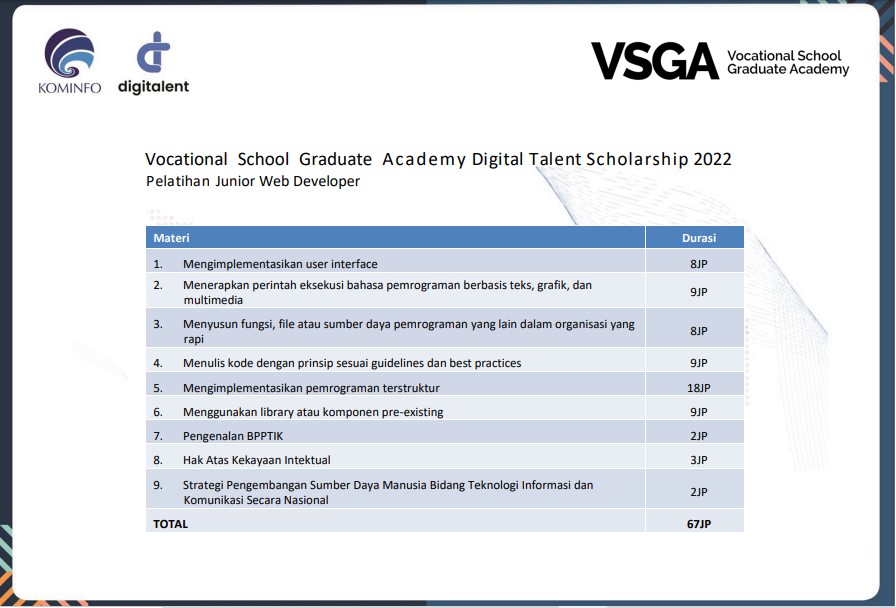 KOMINFO
digitalent
VSGA Vocational School
Graduate Academy
Vocational School Graduate Academy Digital Talent Scholarship 2022
Pelatihan Junior Web Developer
Materi Durasi
1. Mengimplementasikan user interface 8JP
2. Menerapkan perintah eksekusi bahasa pemrograman berbasis teks, grafik, dan
multimedia 9JP
3. Menyusun fungsi, file atau sumber daya pemrograman yang lain dalam organisasi yang
rapi 8JP
4. Menulis kode dengan prinsip sesuai guidelines dan best practices 9JP
5. Mengimplementasikan pemrograman terstruktur 18JP
6. Menggunakan library atau komponen pre-existing 9JP
7. Pengenalan BPPTIK 2JP
8. Hak Atas Kekayaan Intektual 3JP
9. Strategi Pengembangan Sumber Daya Manusia Bidang Teknologi Informasi dan
Komunikasi Secara Nasional 2JP
TOTAL 67JP